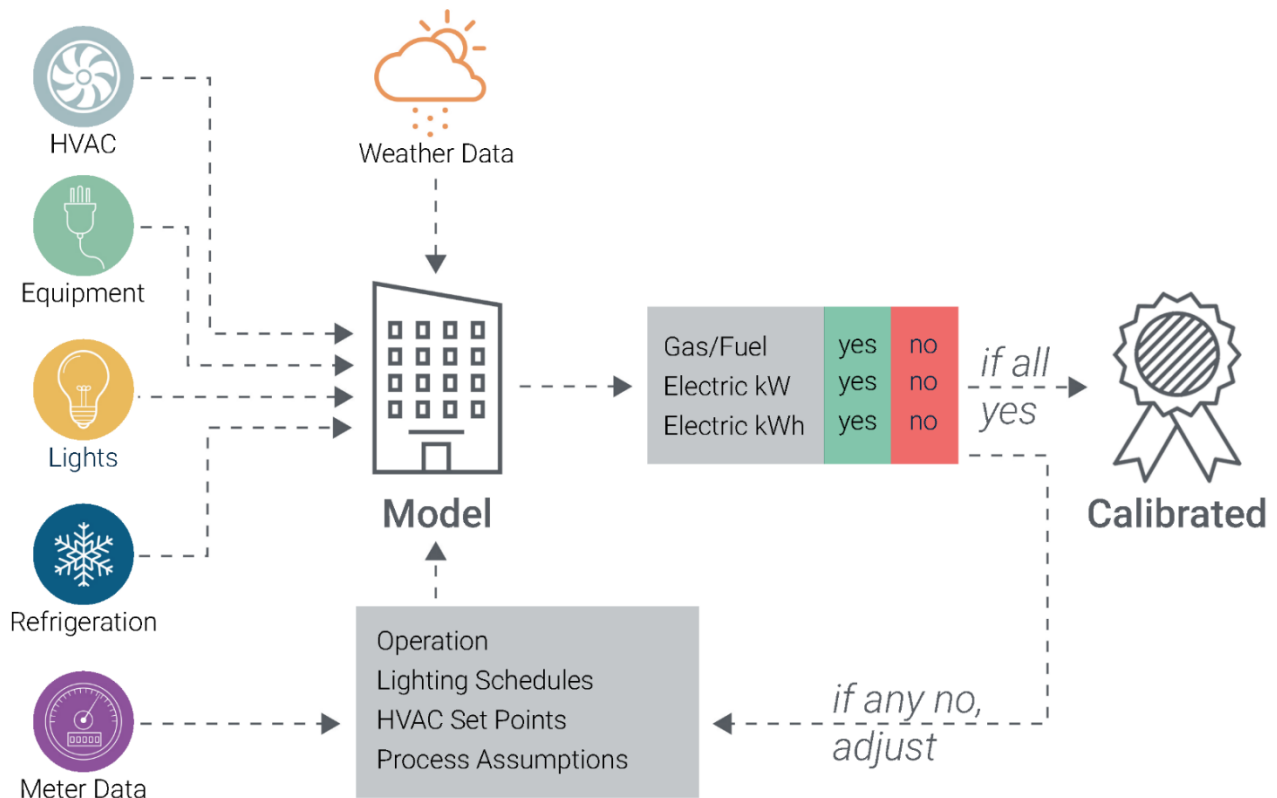 HVAC
Weather Data
Equipment
Lights
Refrigeration
Meter Data
Model
Operation
Lighting Schedules
HVAC Set Points
Process Assumptions
Gas/Fuel yes no
Electric kW yes no
Electric kWh yes no
if all
yes
Calibrated
if any no,
adjust